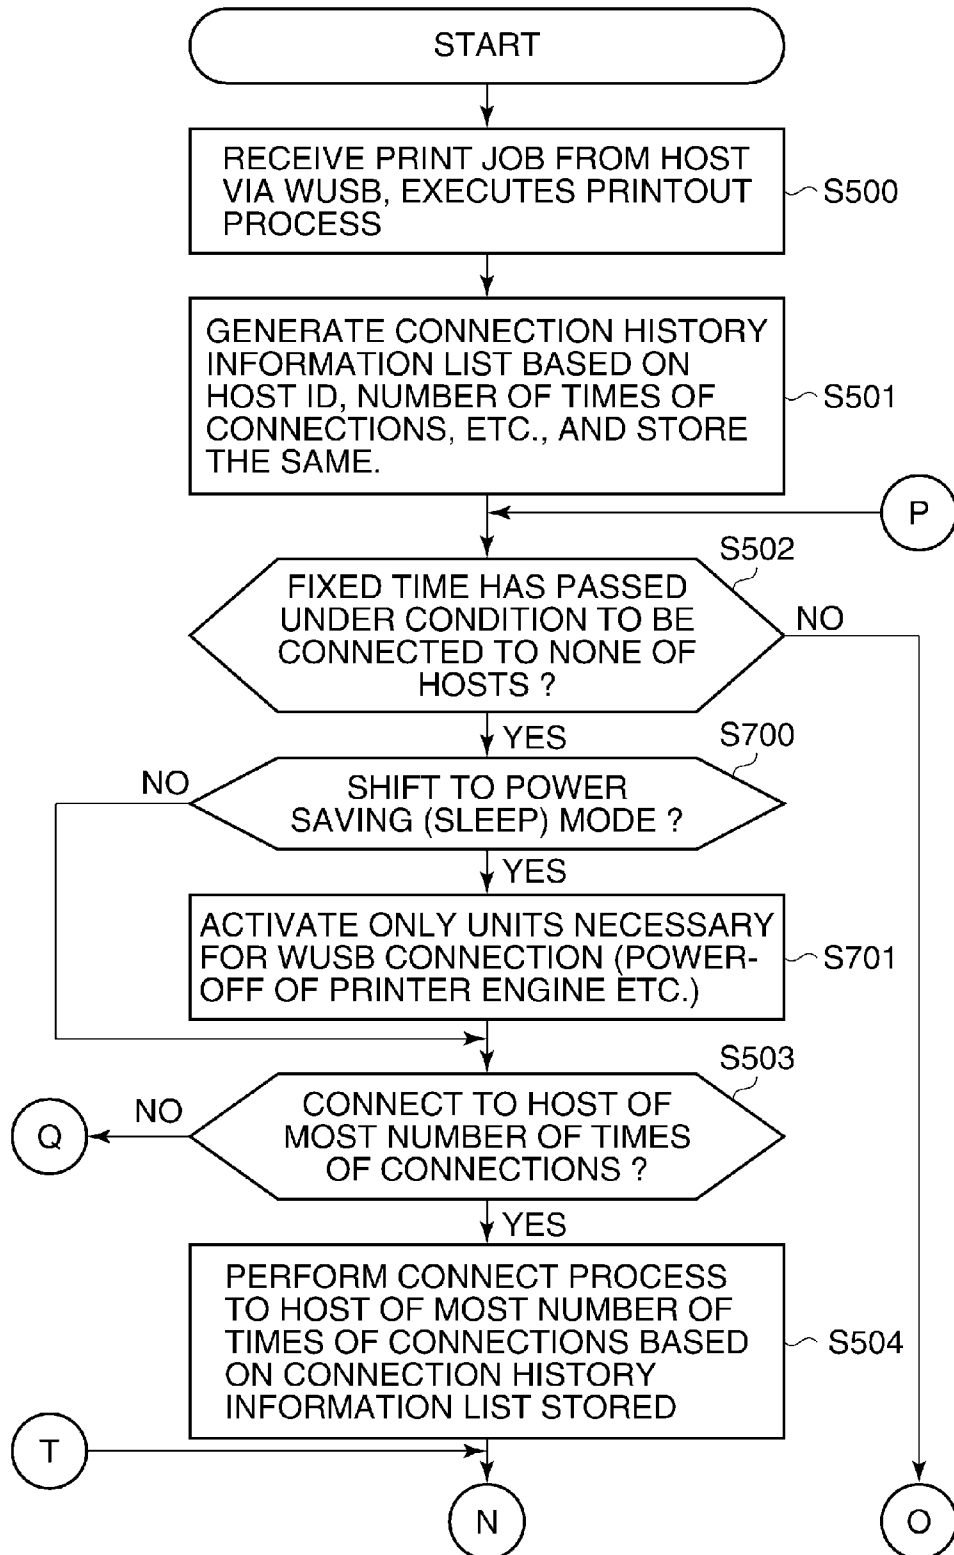 START
RECEIVE PRINT JOB FROM HOST
VIA WUSB, EXECUTES PRINTOUT
PROCESS
S500
GENERATE CONNECTION HISTORY
INFORMATION LIST BASED ON
HOST ID, NUMBER OF TIMES OF
CONNECTIONS, ETC., AND STORE
THE SAME.
S501
P
S502
FIXED TIME HAS PASSED
UNDER CONDITION TO BE
CONNECTED TO NONE OF
HOSTS ?
NO
YES
S700
NO
SHIFT TO POWER
SAVING (SLEEP) MODE ?
YES
ACTIVATE ONLY UNITS NECESSARY
FOR WUSB CONNECTION (POWER-
OFF OF PRINTER ENGINE ETC.)
S701
S503
CONNECT TO HOST OF
MOST NUMBER OF TIMES
OF CONNECTIONS ?
NO
Q
YES
PERFORM CONNECT PROCESS
TO HOST OF MOST NUMBER OF
TIMES OF CONNECTIONS BASED
ON CONNECTION HISTORY
INFORMATION LIST STORED
S504
T
N
O